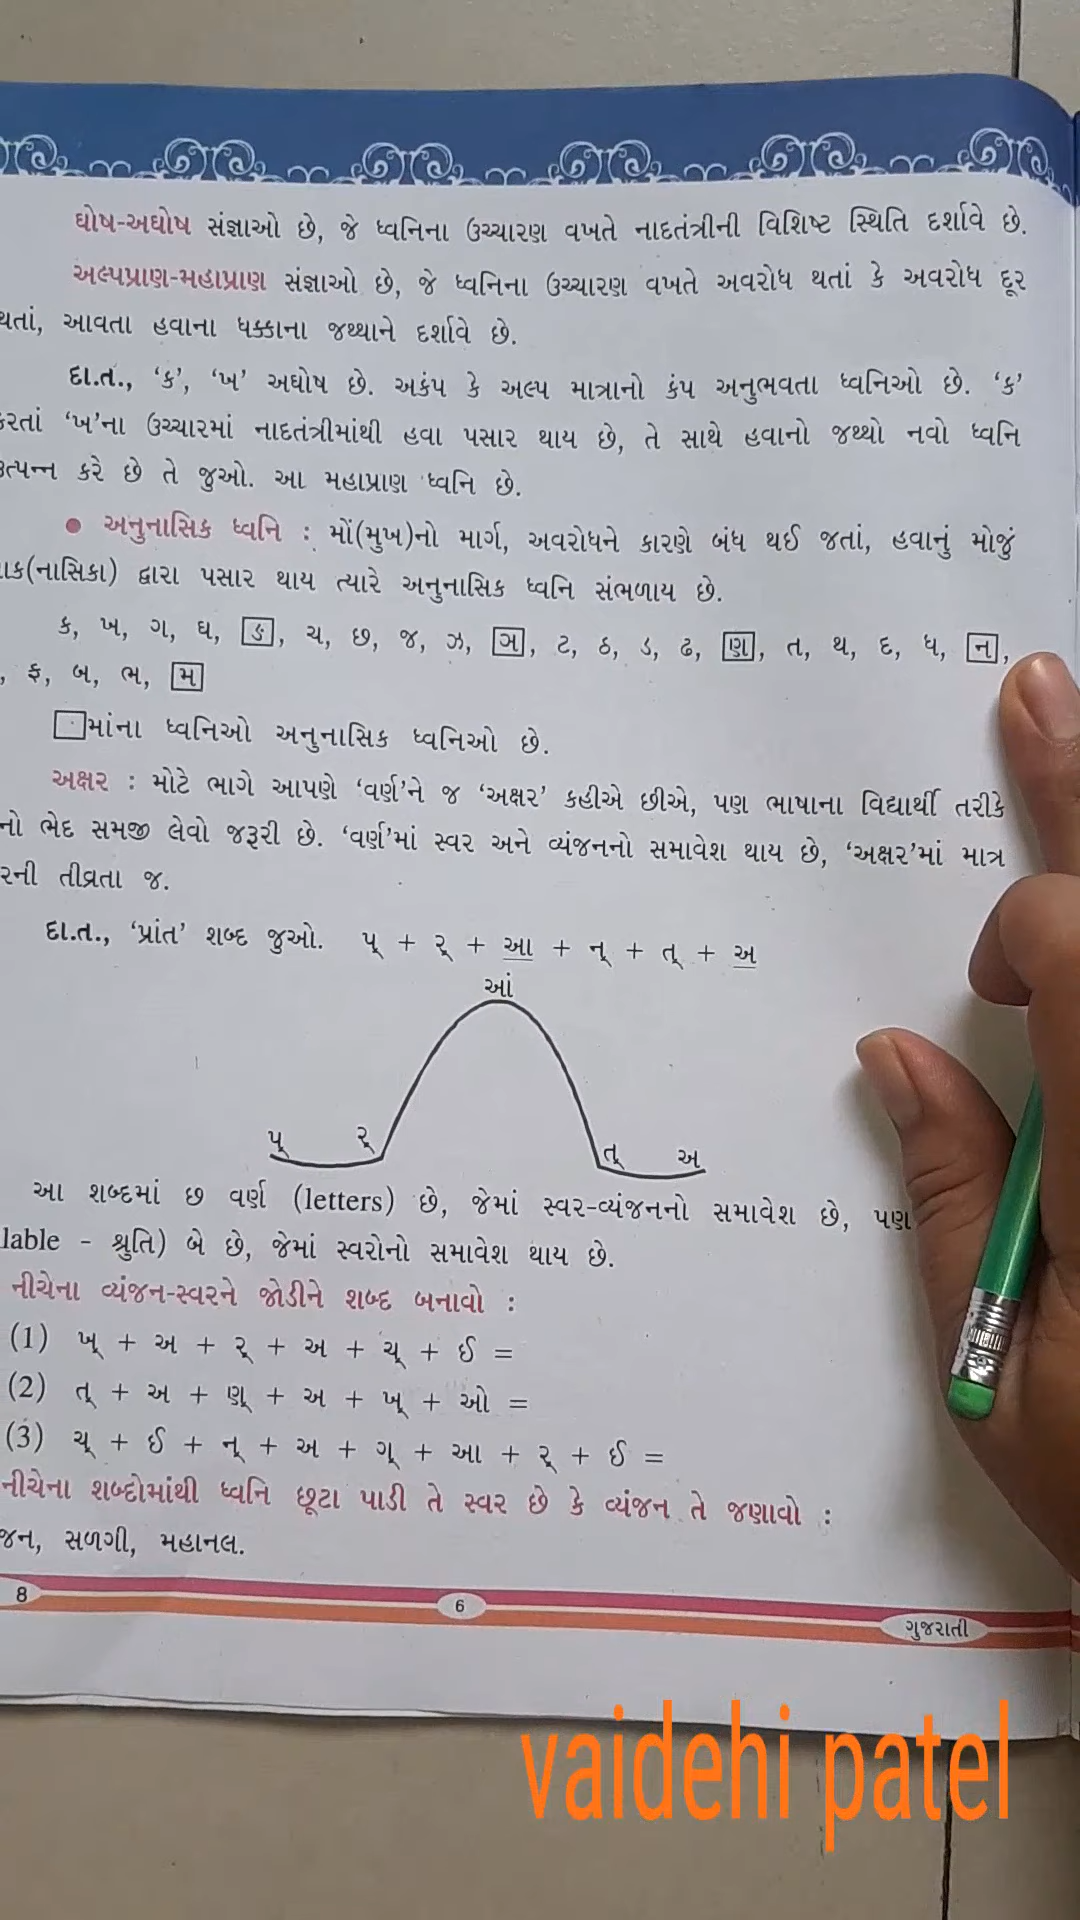 ઘોષ-અઘોષ સંજ્ઞાઓ છે, જે ધ્વનિના ઉચ્ચારણ વખતે નાદતંત્રીની વિશિષ્ટ સ્થિતિ દર્શાવે છે.
અલ્પપ્રાણ-મહાપ્રાણ સંજ્ઞાઓ છે, જે ધ્વનિના ઉચ્ચારણ વખતે અવરોધ થતાં કે અવરોધ દૂર
થતાં, આવતા હવાના ધક્કાના જથ્થાને દર્શાવે છે.
દા.ત., ‘ક’, ‘ખ’ અઘોષ છે. અકંપ કે અલ્પ માત્રાનો કંપ અનુભવતા ધ્વનિઓ છે. ‘ક’
કરતાં ‘ખ’ના ઉચ્ચારમાં નાદતંત્રીમાંથી હવા પસાર થાય છે, તે સાથે હવાનો જથ્થો નવો ધ્વનિ
ઉત્પન્ન કરે છે તે જુઓ. આ મહાપ્રાણ ધ્વનિ છે.
● અનુનાસિક ધ્વનિ : મોં(મુખ)નો માર્ગ, અવરોધને કારણે બંધ થઈ જતાં, હવાનું મોજું
નાક(નાસિકા) દ્વારા પસાર થાય ત્યારે અનુનાસિક ધ્વનિ સંભળાય છે.
ક, ખ, ગ, ઘ, ઙ, ચ, છ, જ, ઝ, ઞ, ટ, ઠ, ડ, ઢ, ણ, ત, થ, દ, ધ, ન,
, ફ, બ, ભ, મ
માંના ધ્વનિઓ અનુનાસિક ધ્વનિઓ છે.
અક્ષર : મોટે ભાગે આપણે ‘વર્ણ’ને જ ‘અક્ષર’ કહીએ છીએ, પણ ભાષાના વિદ્યાર્થી તરીકે
નો ભેદ સમજી લેવો જરૂરી છે. ‘વર્ણ’માં સ્વર અને વ્યંજનનો સમાવેશ થાય છે, ‘અક્ષર’માં માત્ર
રની તીવ્રતા જ.
દા.ત., ‘પ્રાંત’ શબ્દ જુઓ. પ્ + ર્ + આ + ન્ + ત્ + અ
આં
પ્ ર્ ત્ અ
આ શબ્દમાં છ વર્ણ (letters) છે, જેમાં સ્વર-વ્યંજનનો સમાવેશ છે, પણ
lable - શ્રુતિ) બે છે, જેમાં સ્વરોનો સમાવેશ થાય છે.
નીચેના વ્યંજન-સ્વરને જોડીને શબ્દ બનાવો :
(1) ખ્ + અ + ર્ + અ + ચ્ + ઈ =
(2) ત્ + અ + ણ્ + અ + ખ્ + ઓ =
(3) ચ્ + ઈ + ન્ + અ + ગ્ + આ + ર્ + ઈ =
નીચેના શબ્દોમાંથી ધ્વનિ છૂટા પાડી તે સ્વર છે કે વ્યંજન તે જણાવો :
જન, સળગી, મહાનલ.
8 6 ગુજરાતી
vaidehi patel